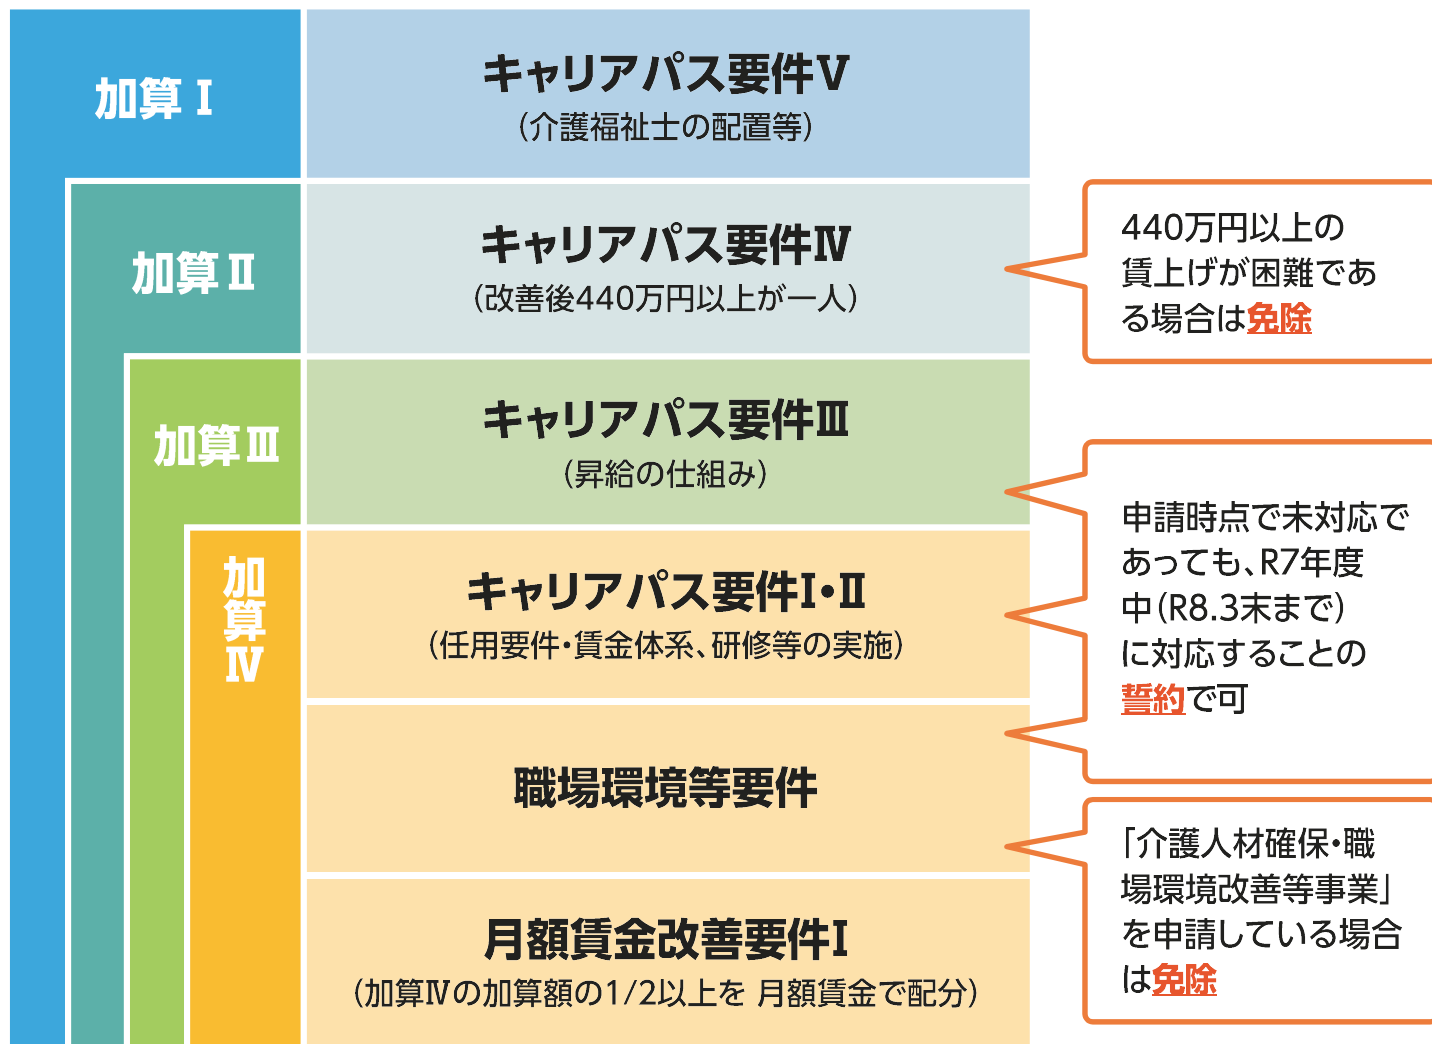 加算Ⅰ
キャリアパス要件Ⅴ
（介護福祉士の配置等）
加算Ⅱ
キャリアパス要件Ⅳ
（改善後440万円以上が一人）
440万円以上の
賃上げが困難であ
る場合は免除
加算Ⅲ
キャリアパス要件Ⅲ
（昇給の仕組み）
加算Ⅳ
キャリアパス要件Ⅰ・Ⅱ
（任用要件・賃金体系、研修等の実施）
申請時点で未対応で
あっても、R7年度
中（R8.3末まで）
に対応することの
誓約で可
職場環境等要件
「介護人材確保・職
場環境改善等事業」
を申請している場合
は免除
月額賃金改善要件Ⅰ
（加算Ⅳの加算額の1/2以上を 月額賃金で配分）